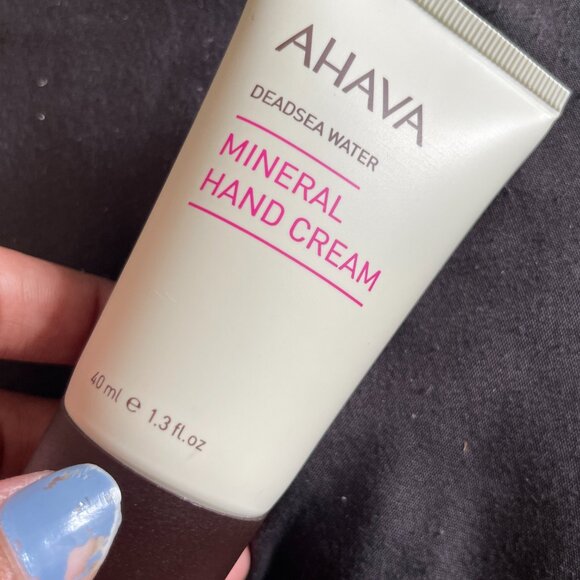 AHAVA
DEADSEA WATER
MINERAL
HAND CREAM
40 ml e 1.3 fl.oz